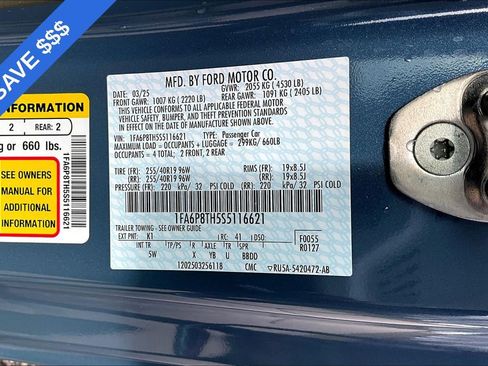 SAVE $$$
INFORMATION
2 REAR: 2
g or 660 lbs.
SEE OWNERS
MANUAL FOR
ADDITIONAL
INFORMATION
1FA6P8TH5S5116621
MFD. BY FORD MOTOR CO.
03/25 GVWR: 2055 KG ( 4530 LB)
FRONT GAWR: 1007 KG ( 2220 LB) REAR GAWR: 1091 KG ( 2405 LB)
THIS VEHICLE CONFORMS TO ALL APPLICABLE FEDERAL MOTOR
VEHICLE SAFETY, BUMPER, AND THEFT PREVENTION STANDARDS
IN EFFECT ON THE DATE OF MANUFACTURE SHOWN ABOVE.
VIN: 1FA6P8TH5S5116621 TYPE: Passenger Car
MAXIMUM LOAD = OCCUPANTS + LUGGAGE = 299KG / 660LB
OCCUPANTS = 4 TOTAL: 2 FRONT, 2 REAR
TIRE (FR): 255/40R19 96W RIMS (FR): 19x8.5J
TIRE (RR): 255/40R19 96W (RR): 19x8.5J
PRESSURE (FR): 220 kPa/ 32 PSI COLD (RR): 220 kPa/ 32 PSI COLD
1FA6P8TH5S5116621
TRAILER TOWING - SEE OWNER GUIDE
EXT PNT: K1 RC: 41 DSO: F0055
R0127
INT TR TP/PS R AXLE TR SPR
5W X YB U BBDD
1202503256118 CMC ▽RU5A-5420472-AB